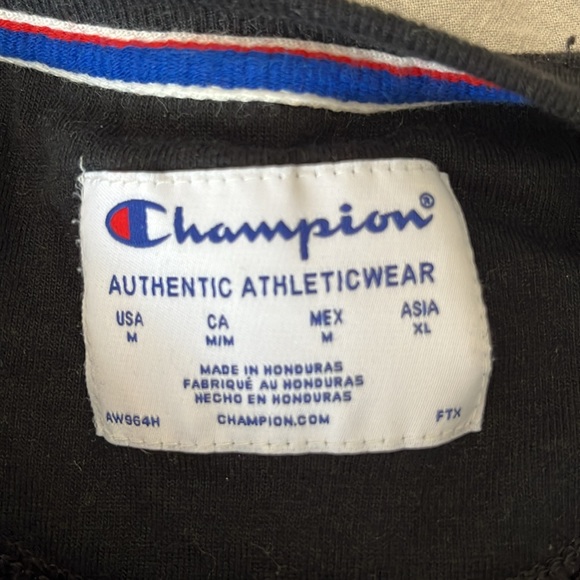 Champion®
AUTHENTIC ATHLETICWEAR
USA CA MEX ASIA
M M/M M XL
MADE IN HONDURAS
FABRIQUÉ AU HONDURAS
HECHO EN HONDURAS
AW964H CHAMPION.COM FTX